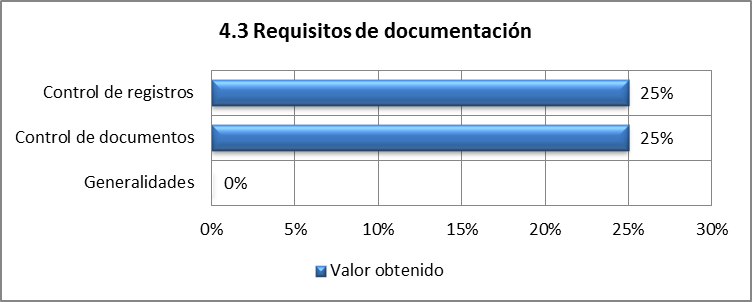 4.3 Requisitos de documentación
Control de registros 25%
Control de documentos 25%
Generalidades 0%
0% 5% 10% 15% 20% 25% 30%
Valor obtenido